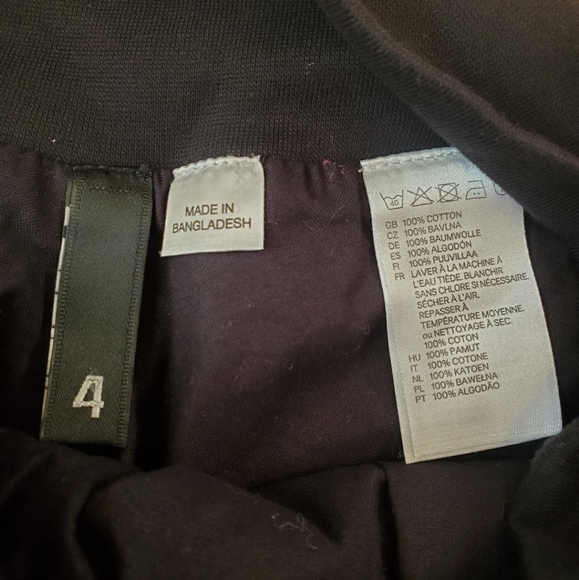 4
MADE IN
BANGLADESH
40
GB 100% COTTON
CZ 100% BAVLNA
DE 100% BAUMWOLLE
ES 100% ALGODÓN
FI 100% PUUVILLAA
FR LAVER À LA MACHINE À
L'EAU TIÈDE. BLANCHIR
SANS CHLORE SI NÉCESSAIRE.
SÉCHER À L'AIR.
REPASSER À
TEMPÉRATURE MOYENNE.
ou NETTOYAGE À SEC.
100% COTON
HU 100% PAMUT
IT 100% COTONE
NL 100% KATOEN
PL 100% BAWEŁNA
PT 100% ALGODÃO